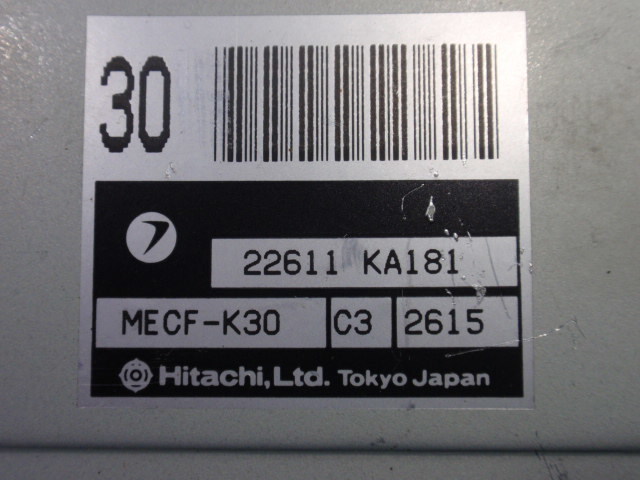 30
22611 KA181
MECF-K30 C3 2615
Hitachi, Ltd. Tokyo Japan